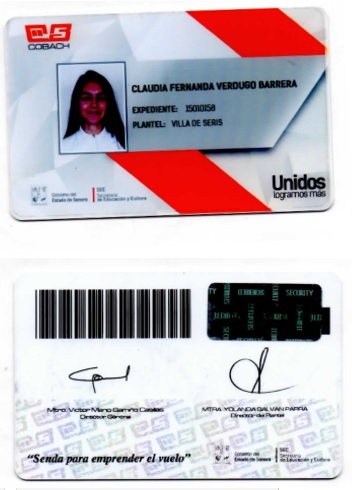 COBACH
CLAUDIA FERNANDA VERDUGO BARRERA
EXPEDIENTE: 15010158
PLANTEL: VILLA DE SERIS
Gobierno del
Estado de Sonora
SEC
Secretaría
de Educación y Cultura
Unidos
logramos más
SECURITY
Mtro. Victor Mario Gamiño Casillas
Director General
MTRA. YOLANDA GALVAN PARRA
Director de Plantel
"Senda para emprender el vuelo"
Gobierno del
Estado de Sonora
SEC
Secretaría
de Educación y Cultura